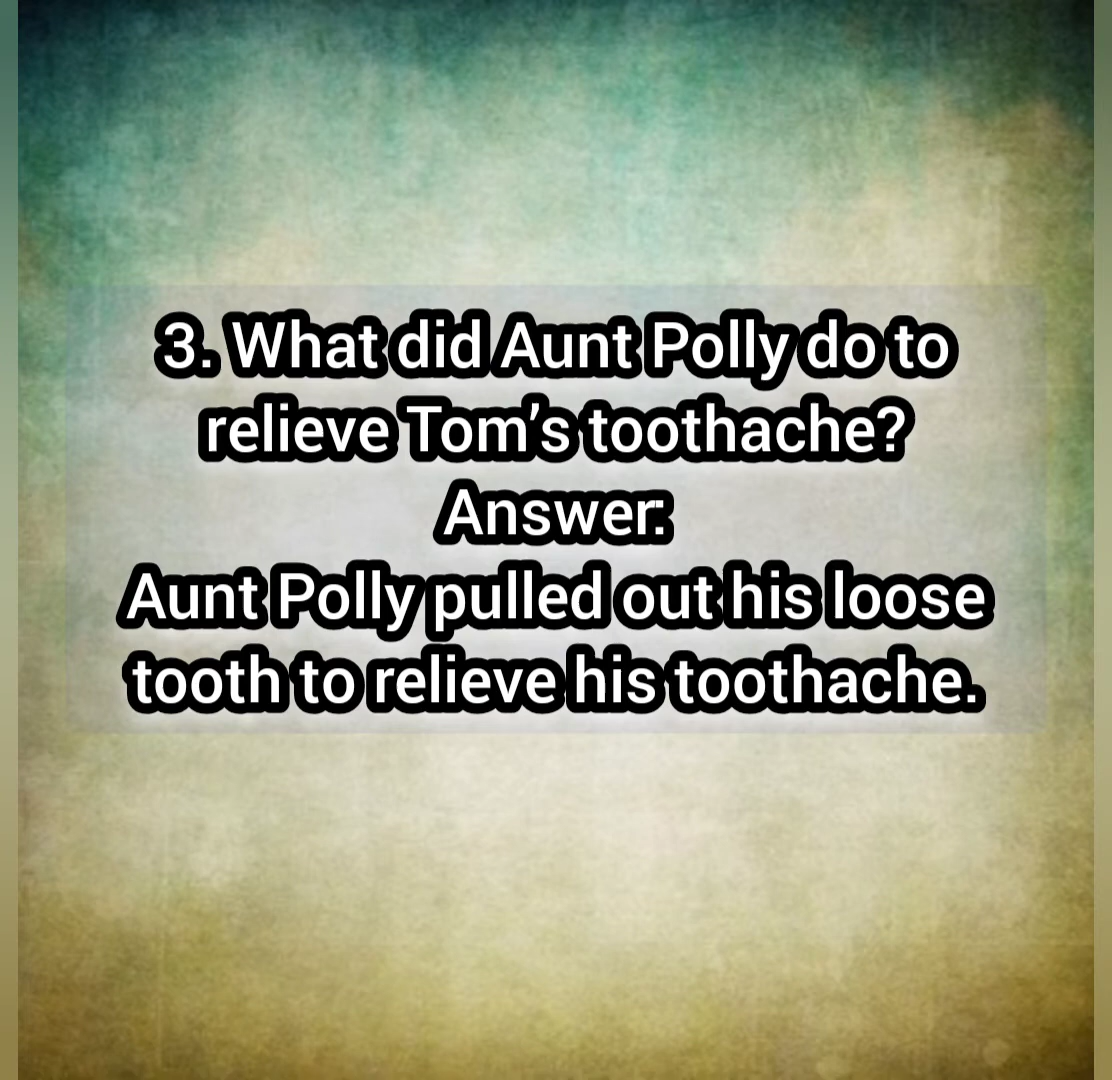 3. What did Aunt Polly do to
relieve Tom’s toothache?
Answer:
Aunt Polly pulled out his loose
tooth to relieve his toothache.